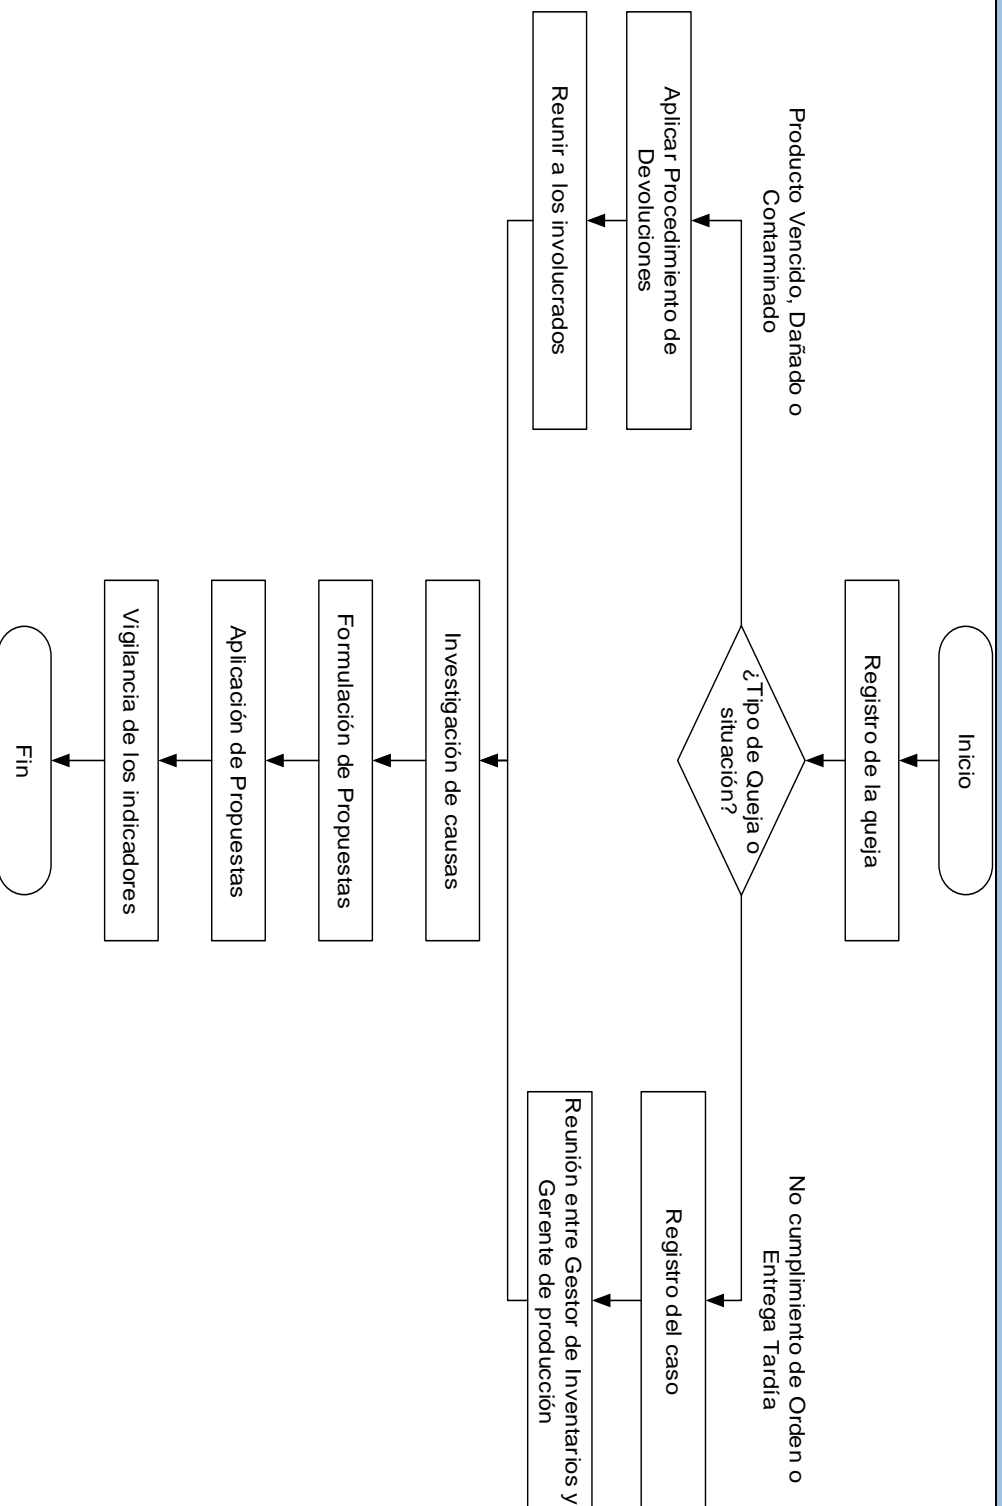 Inicio
Registro de la queja
¿Tipo de Queja o
situación?
Producto Vencido, Dañado o
Contaminado
Aplicar Procedimiento de
Devoluciones
Reunir a los involucrados
No cumplimiento de Orden o
Entrega Tardía
Registro del caso
Reunión entre Gestor de Inventarios y
Gerente de producción
Investigación de causas
Formulación de Propuestas
Aplicación de Propuestas
Vigilancia de los indicadores
Fin